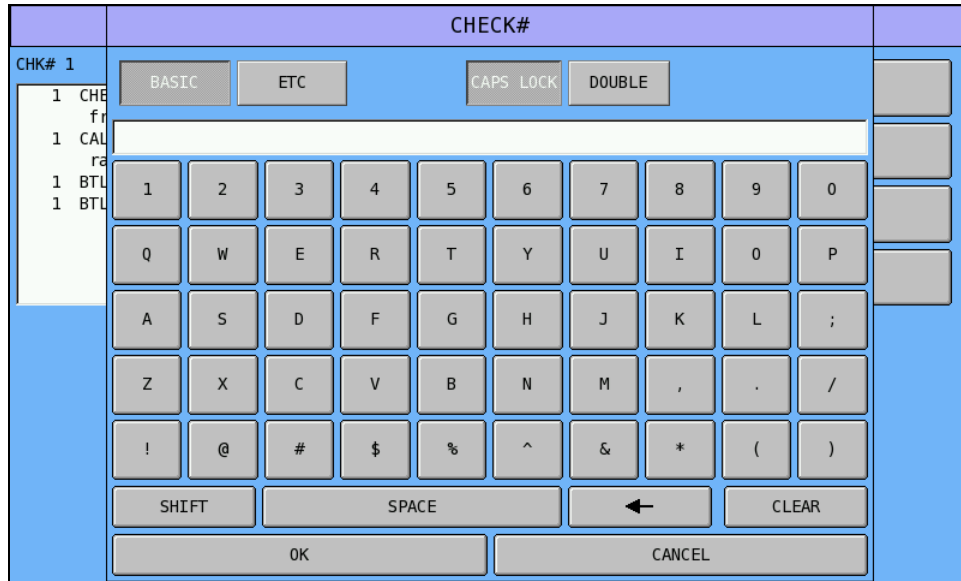 CHECK#
CHK# 1
BASIC ETC CAPS LOCK DOUBLE
1 CHE
fr
1 CAL
ra
1 BTL
1 BTL
1 2 3 4 5 6 7 8 9 0
Q W E R T Y U I O P
A S D F G H J K L ;
Z X C V B N M , . /
! @ # $ % ^ & * ( )
SHIFT SPACE ← CLEAR
OK CANCEL